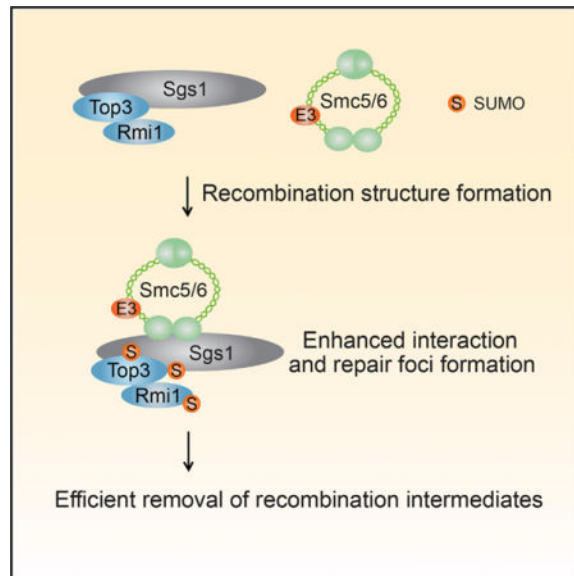 Sgs1
Top3
Rmi1
Smc5/6
E3
S SUMO
Recombination structure formation
Smc5/6
E3
S
Sgs1
Top3
S
Rmi1
S
Enhanced interaction
and repair foci formation
Efficient removal of recombination intermediates